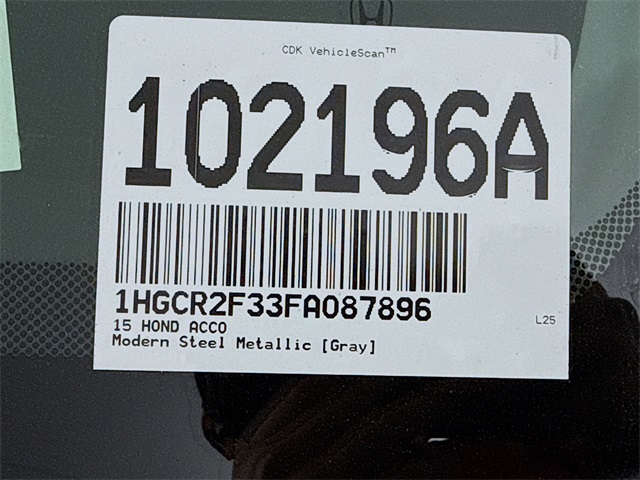 CDK VehicleScan™
102196A
1HGCR2F33FA087896
15 HOND ACCO
L25
Modern Steel Metallic [Gray]